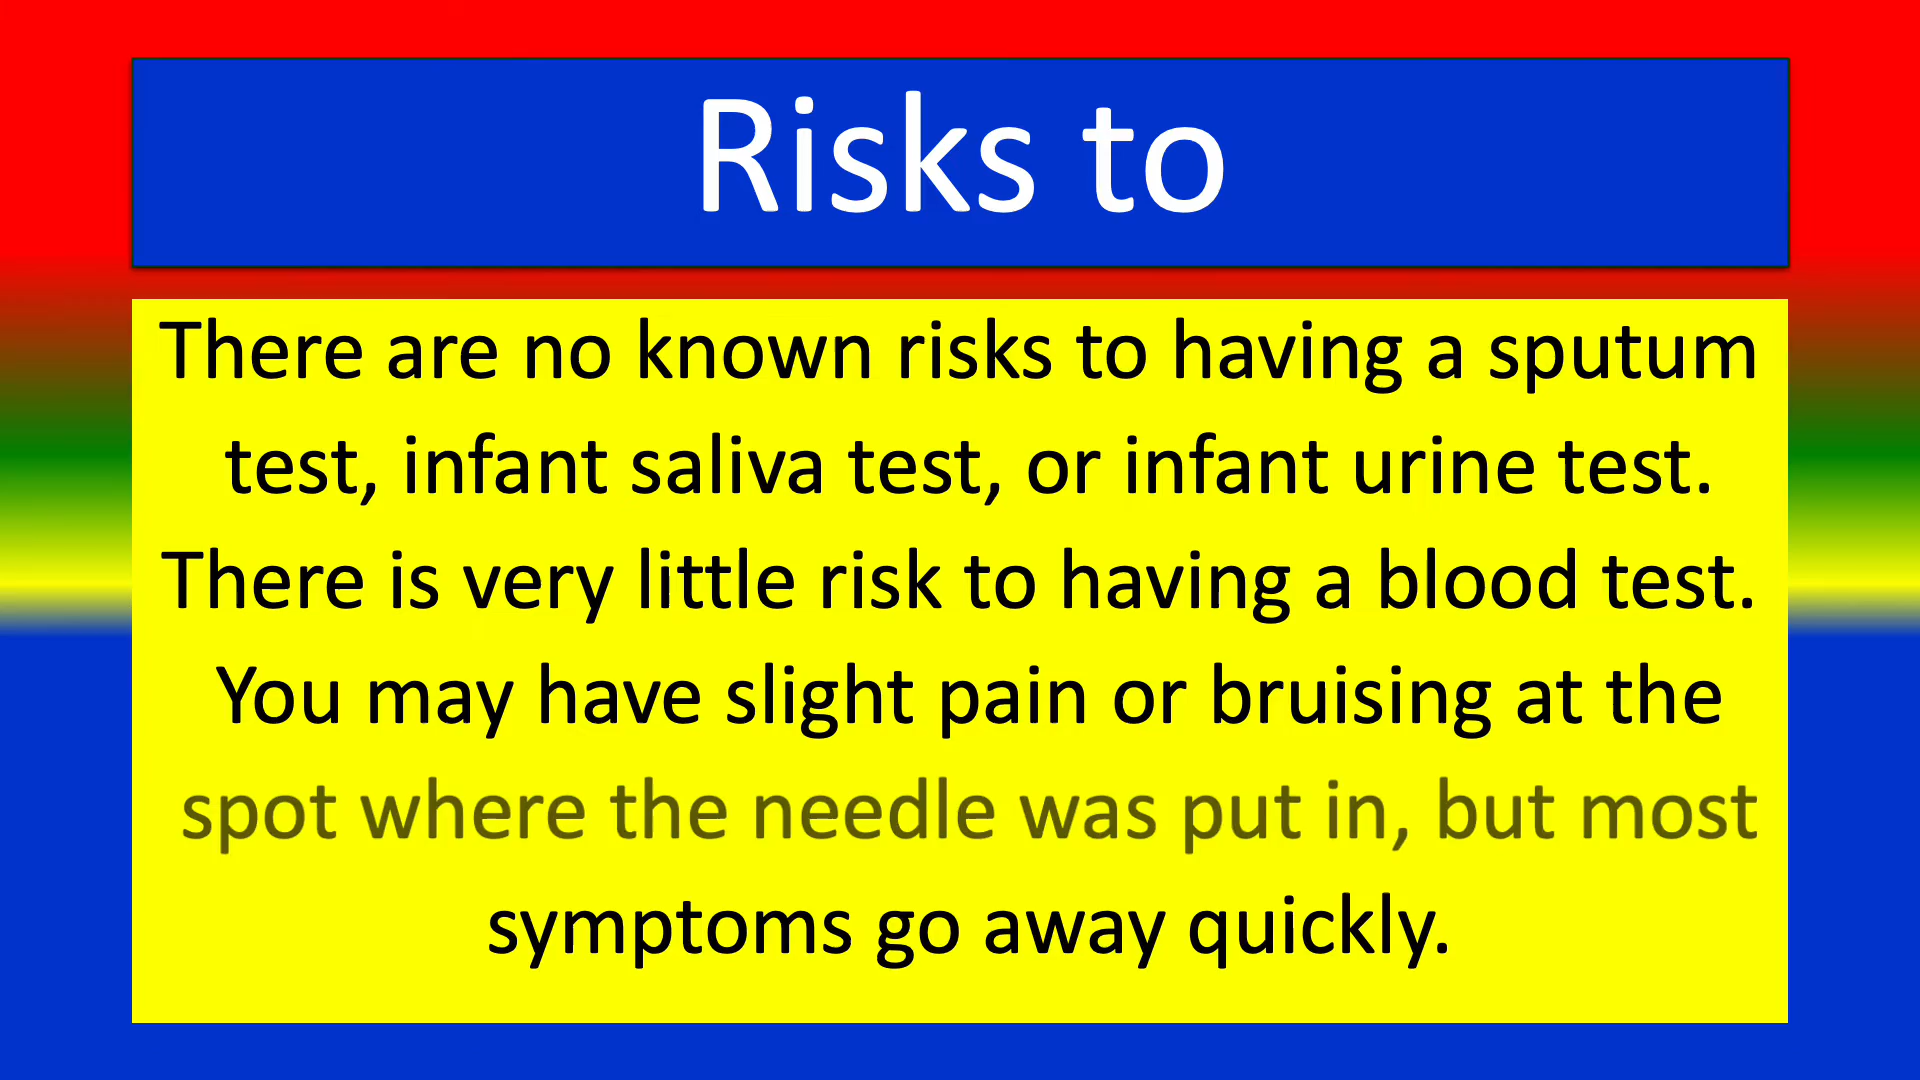 Risks to
There are no known risks to having a sputum
test, infant saliva test, or infant urine test.
There is very little risk to having a blood test.
You may have slight pain or bruising at the
spot where the needle was put in, but most
symptoms go away quickly.